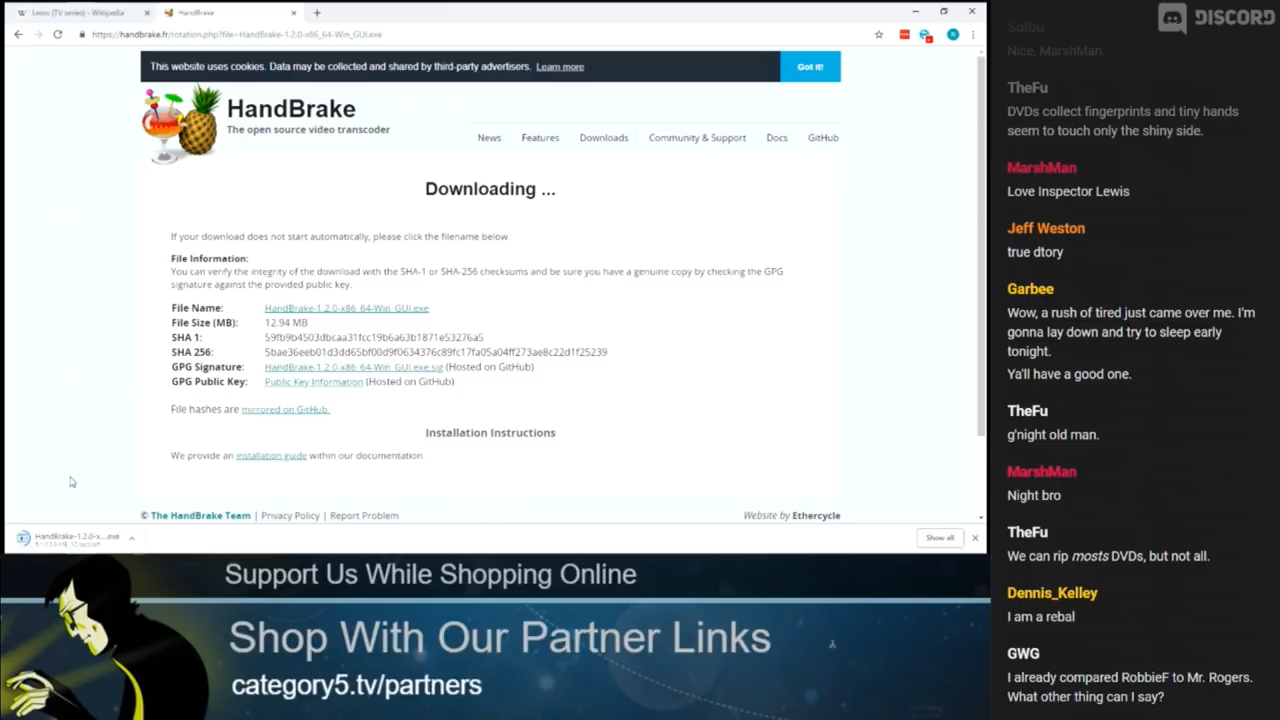 Lewis (TV series) - Wikipedia
HandBrake
https://handbrake.fr/rotation.php?file=HandBrake-1.2.0-x86_64-Win_GUI.exe
This website uses cookies. Data may be collected and shared by third-party advertisers. Learn more
Got it!
HandBrake
The open source video transcoder
News Features Downloads Community & Support Docs GitHub
Downloading ...
If your download does not start automatically, please click the filename below.
File Information:
You can verify the integrity of the download with the SHA-1 or SHA-256 checksums and be sure you have a genuine copy by checking the GPG
signature against the provided public key.
File Name: HandBrake-1.2.0-x86_64-Win_GUI.exe
File Size (MB): 12.94 MB
SHA 1: 59fb9b4503dbcaa31fcc19b6a63b1871e53276a5
SHA 256: 5bae36eeb01d3dd65bf00d9f0634376c89fc17fa05a04ff273ae8c22d1f25239
GPG Signature: HandBrake-1.2.0-x86_64-Win_GUI.exe.sig (Hosted on GitHub)
GPG Public Key: Public Key Information (Hosted on GitHub)
File hashes are mirrored on GitHub.
Installation Instructions
We provide an installation guide within our documentation.
© The HandBrake Team | Privacy Policy | Report Problem
Website by Ethercycle
HandBrake-1.2.0-x....exe
Show all
Support Us While Shopping Online
Shop With Our Partner Links
category5.tv/partners
DISCORD
Solbu
Nice, MarshMan.
TheFu
DVDs collect fingerprints and tiny hands
seem to touch only the shiny side.
MarshMan
Love Inspector Lewis
Jeff Weston
true dtory
Garbee
Wow, a rush of tired just came over me. I'm
gonna lay down and try to sleep early
tonight.
Ya'll have a good one.
TheFu
g'night old man.
MarshMan
Night bro
TheFu
We can rip mosts DVDs, but not all.
Dennis_Kelley
I am a rebal
GWG
I already compared RobbieF to Mr. Rogers.
What other thing can I say?